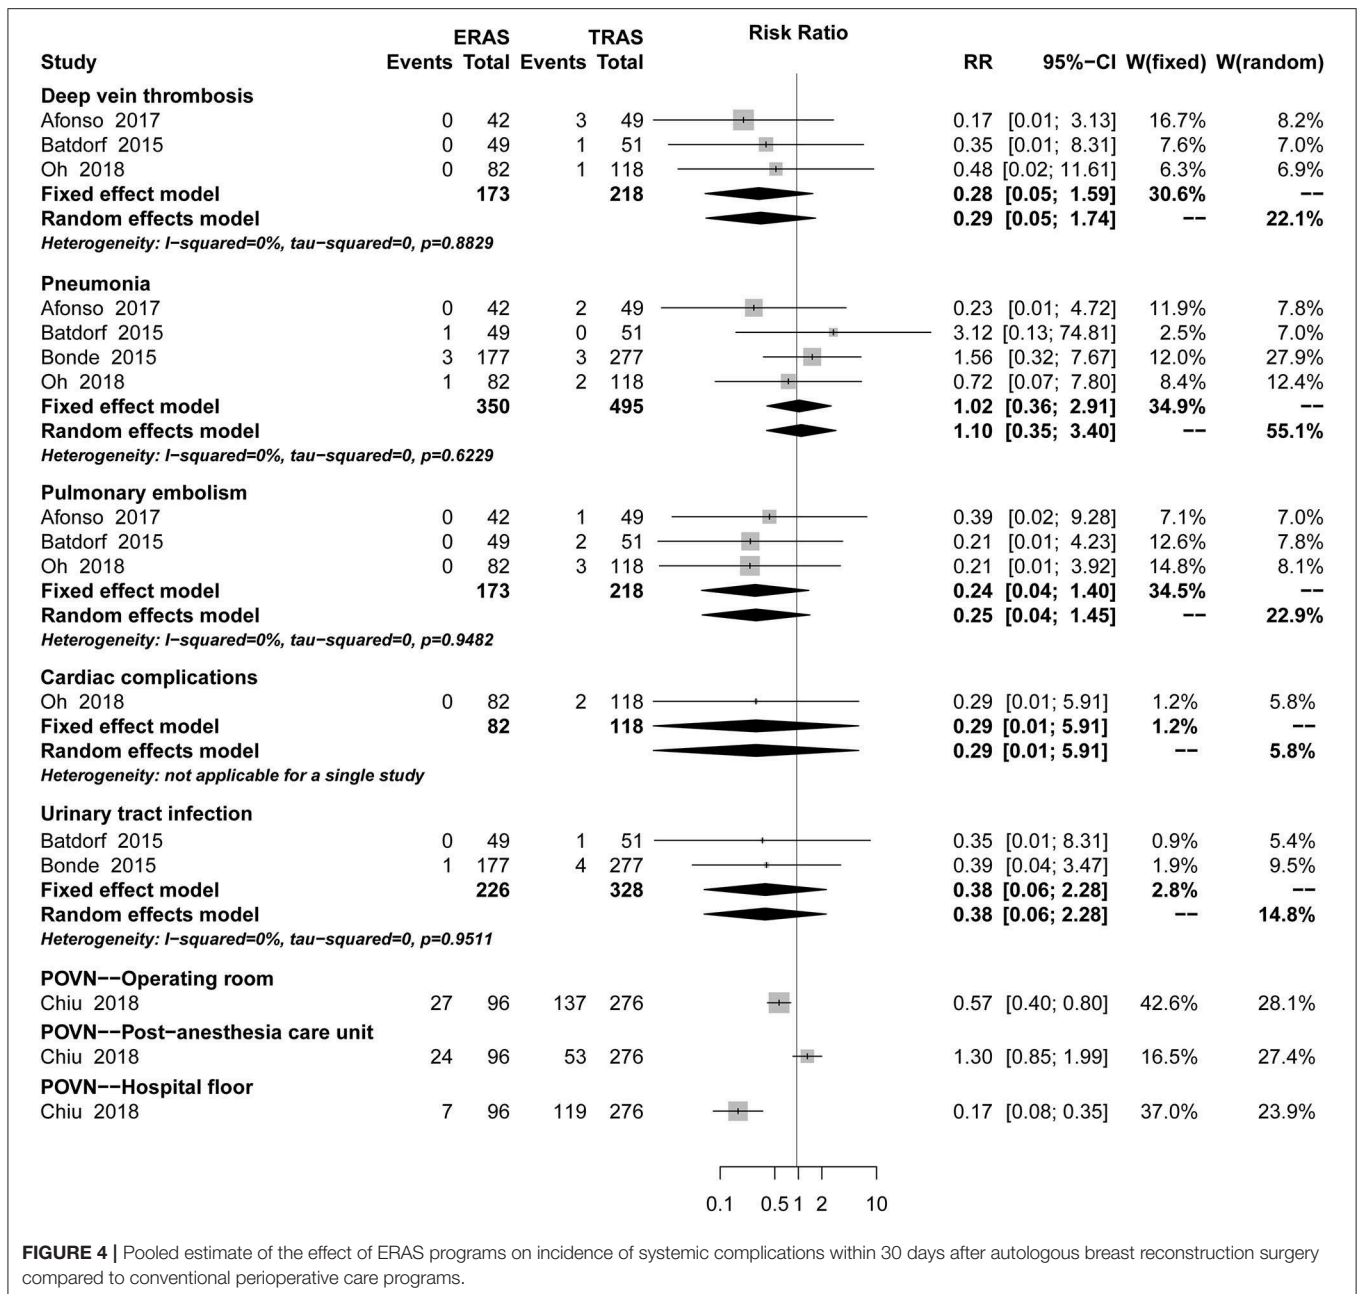 ERAS TRAS Risk Ratio
Study Events Total Events Total RR 95%−CI W(fixed) W(random)
Deep vein thrombosis
Afonso 2017 0 42 3 49 0.17 [0.01; 3.13] 16.7% 8.2%
Batdorf 2015 0 49 1 51 0.35 [0.01; 8.31] 7.6% 7.0%
Oh 2018 0 82 1 118 0.48 [0.02; 11.61] 6.3% 6.9%
Fixed effect model 173 218 0.28 [0.05; 1.59] 30.6% −−
Random effects model 0.29 [0.05; 1.74] −− 22.1%
Heterogeneity: I−squared=0%, tau−squared=0, p=0.8829
Pneumonia
Afonso 2017 0 42 2 49 0.23 [0.01; 4.72] 11.9% 7.8%
Batdorf 2015 1 49 0 51 3.12 [0.13; 74.81] 2.5% 7.0%
Bonde 2015 3 177 3 277 1.56 [0.32; 7.67] 12.0% 27.9%
Oh 2018 1 82 2 118 0.72 [0.07; 7.80] 8.4% 12.4%
Fixed effect model 350 495 1.02 [0.36; 2.91] 34.9% −−
Random effects model 1.10 [0.35; 3.40] −− 55.1%
Heterogeneity: I−squared=0%, tau−squared=0, p=0.6229
Pulmonary embolism
Afonso 2017 0 42 1 49 0.39 [0.02; 9.28] 7.1% 7.0%
Batdorf 2015 0 49 2 51 0.21 [0.01; 4.23] 12.6% 7.8%
Oh 2018 0 82 3 118 0.21 [0.01; 3.92] 14.8% 8.1%
Fixed effect model 173 218 0.24 [0.04; 1.40] 34.5% −−
Random effects model 0.25 [0.04; 1.45] −− 22.9%
Heterogeneity: I−squared=0%, tau−squared=0, p=0.9482
Cardiac complications
Oh 2018 0 82 2 118 0.29 [0.01; 5.91] 1.2% 5.8%
Fixed effect model 82 118 0.29 [0.01; 5.91] 1.2% −−
Random effects model 0.29 [0.01; 5.91] −− 5.8%
Heterogeneity: not applicable for a single study
Urinary tract infection
Batdorf 2015 0 49 1 51 0.35 [0.01; 8.31] 0.9% 5.4%
Bonde 2015 1 177 4 277 0.39 [0.04; 3.47] 1.9% 9.5%
Fixed effect model 226 328 0.38 [0.06; 2.28] 2.8% −−
Random effects model 0.38 [0.06; 2.28] −− 14.8%
Heterogeneity: I−squared=0%, tau−squared=0, p=0.9511
POVN−−Operating room
Chiu 2018 27 96 137 276 0.57 [0.40; 0.80] 42.6% 28.1%
POVN−−Post−anesthesia care unit
Chiu 2018 24 96 53 276 1.30 [0.85; 1.99] 16.5% 27.4%
POVN−−Hospital floor
Chiu 2018 7 96 119 276 0.17 [0.08; 0.35] 37.0% 23.9%
0.1 0.5 1 2 10
FIGURE 4 | Pooled estimate of the effect of ERAS programs on incidence of systemic complications within 30 days after autologous breast reconstruction surgery
compared to conventional perioperative care programs.